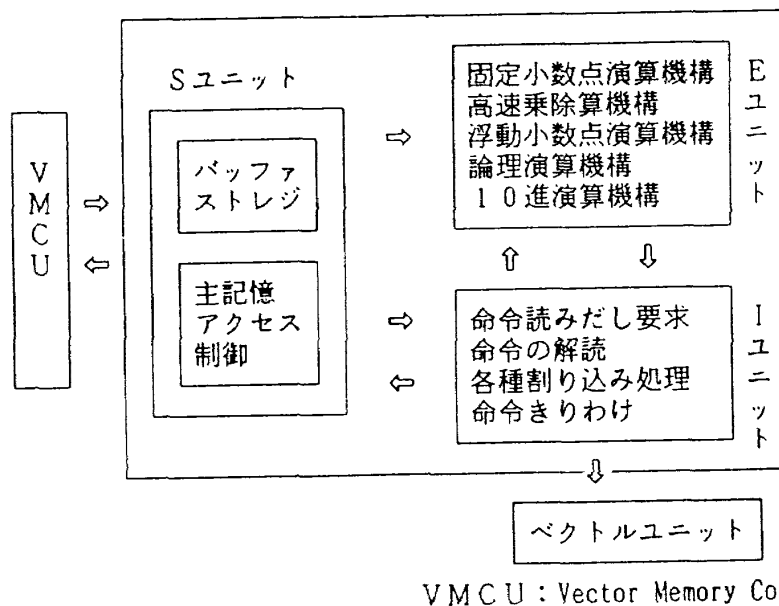 Sユニット
VMCU
バッファ
ストレジ
主記憶
アクセス
制御
固定小数点演算機構
高速乗除算機構
浮動小数点演算機構
論理演算機構
10進演算機構
Eユニット
命令読みだし要求
命令の解読
各種割り込み処理
命令きりわけ
Iユニット
ベクトルユニット
VMCU:Vector Memory Co